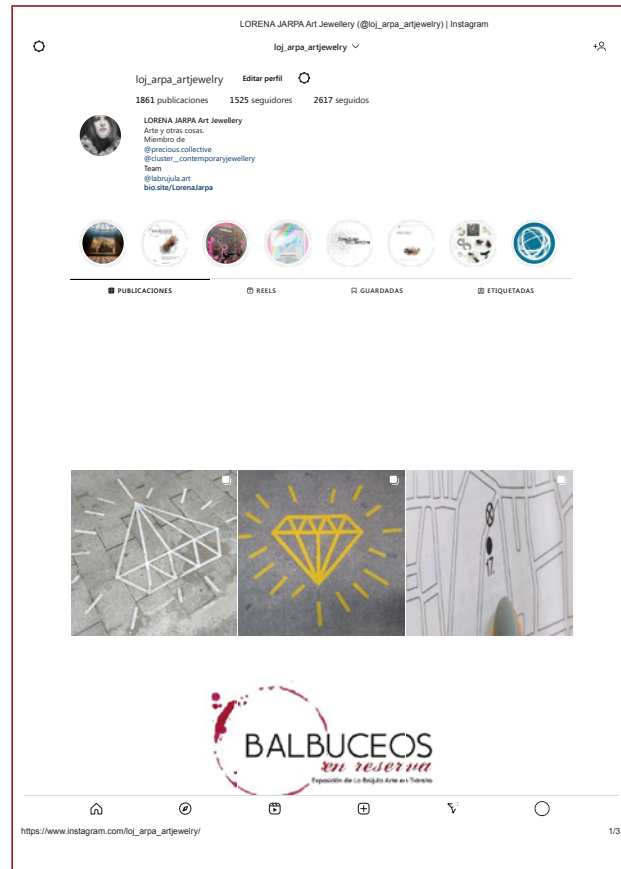 LORENA JARPA Art Jewellery (@loj_arpa_artjewelry) | Instagram
loj_arpa_artjewelry
loj_arpa_artjewelry Editar perfil
1861 publicaciones 1525 seguidores 2617 seguidos
LORENA JARPA Art Jewellery
Arte y otras cosas.
Miembro de
@precious.collective
@cluster__contemporaryjewellery
Team
@labrujula.art
bio.site/LorenaJarpa
BALBUCEOS
PUBLICACIONES REELS GUARDADAS ETIQUETADAS
17.
BALBUCEOS
en reserva
Exposición de La Brújula Arte en Tránsito
https://www.instagram.com/loj_arpa_artjewelry/ 1/3